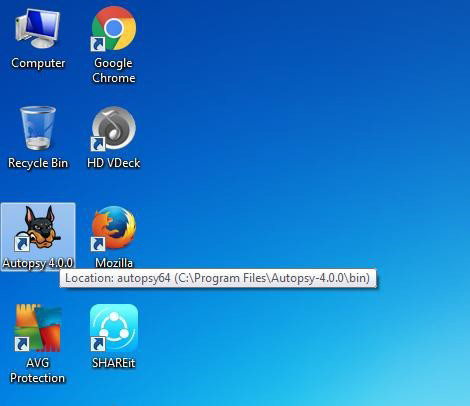 Computer
Google
Chrome
Recycle Bin
HD VDeck
Autopsy 4.0.0
Mozilla
Location: autopsy64 (C:\Program Files\Autopsy-4.0.0\bin)
AVG
Protection
SHAREit